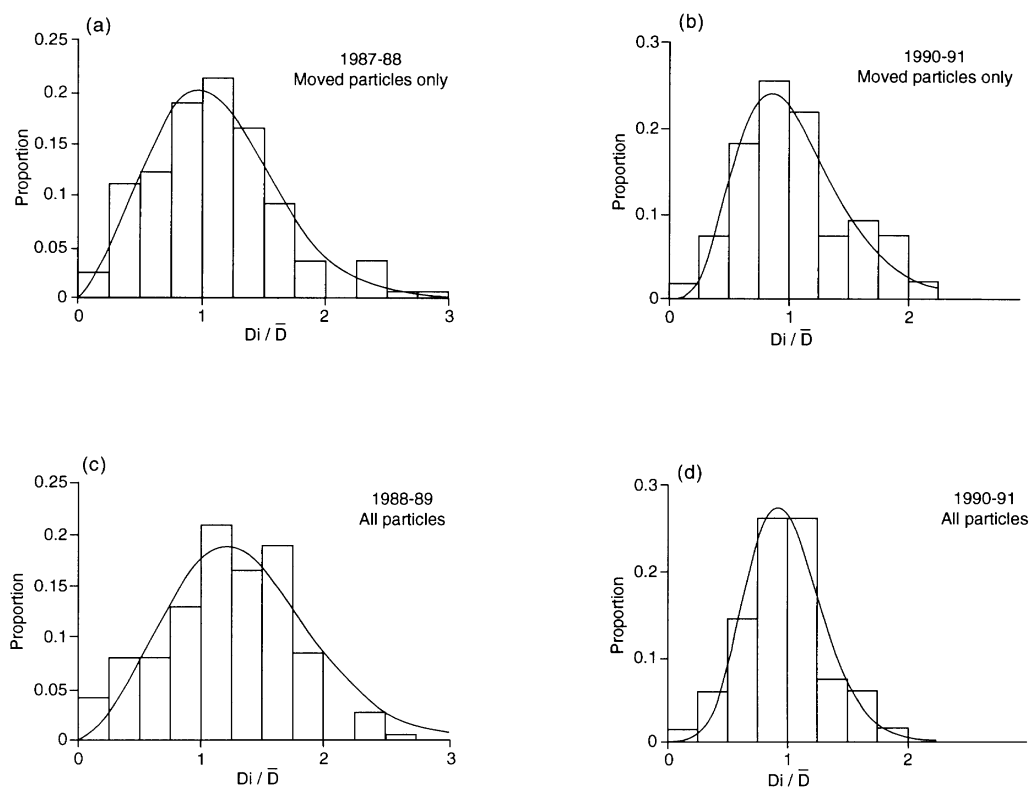 (a)
1987-88
Moved particles only
0.25
0.2
0.15
0.1
0.05
0
Proportion
0 1 2 3
Di / D̅
(b)
1990-91
Moved particles only
0.3
0.2
0.1
0
Proportion
0 1 2
Di / D̅
(c)
1988-89
All particles
0.25
0.2
0.15
0.1
0.05
0
Proportion
0 1 2 3
Di / D̅
(d)
1990-91
All particles
0.3
0.2
0.1
0
Proportion
0 1 2
Di / D̅